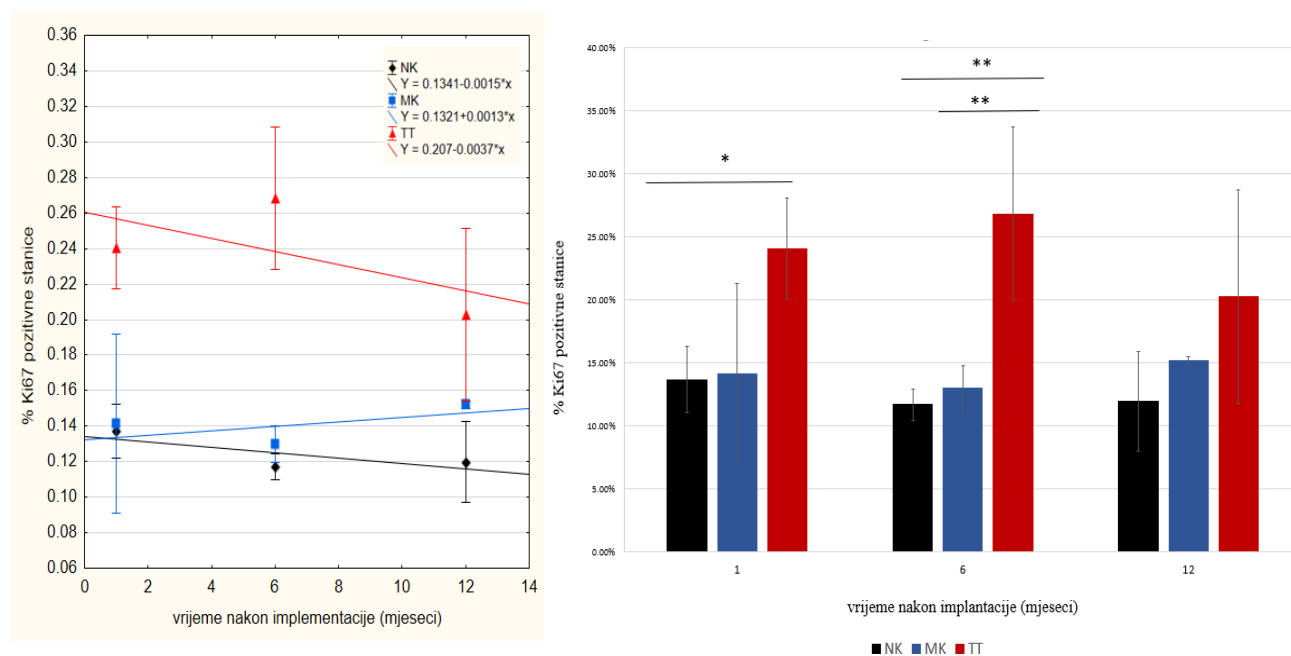 % Ki67 pozitivne stanice
0.36
0.34
0.32
0.30
0.28
0.26
0.24
0.22
0.20
0.18
0.16
0.14
0.12
0.10
0.08
0.06
NK
Y = 0.1341-0.0015*x
MK
Y = 0.1321+0.0013*x
TT
Y = 0.207-0.0037*x
0 2 4 6 8 10 12 14
vrijeme nakon implementacije (mjeseci)
% Ki67 pozitivne stanice
40.00%
35.00%
30.00%
25.00%
20.00%
15.00%
10.00%
5.00%
0.00%
*
**
**
1 6 12
vrijeme nakon implantacije (mjeseci)
NK MK TT